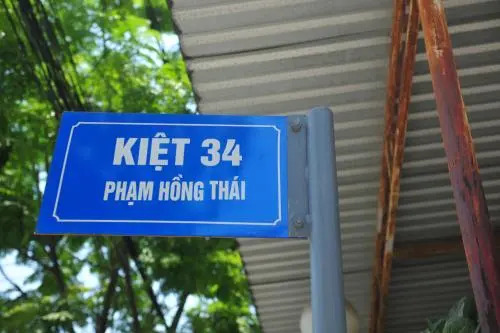 KIỆT 34
PHẠM HỒNG THÁI